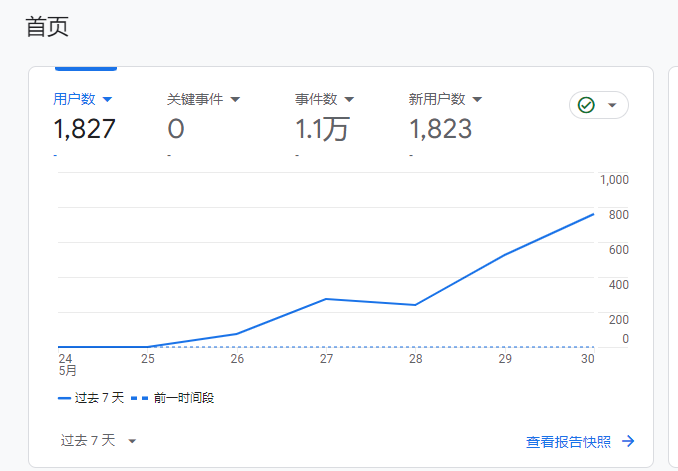 首页
用户数 关键事件 事件数 新用户数
1,827 0 1.1万 1,823
- - - -
1,000
800
600
400
200
0
24 25 26 27 28 29 30
5月
过去 7 天 前一时间段
过去 7 天 查看报告快照